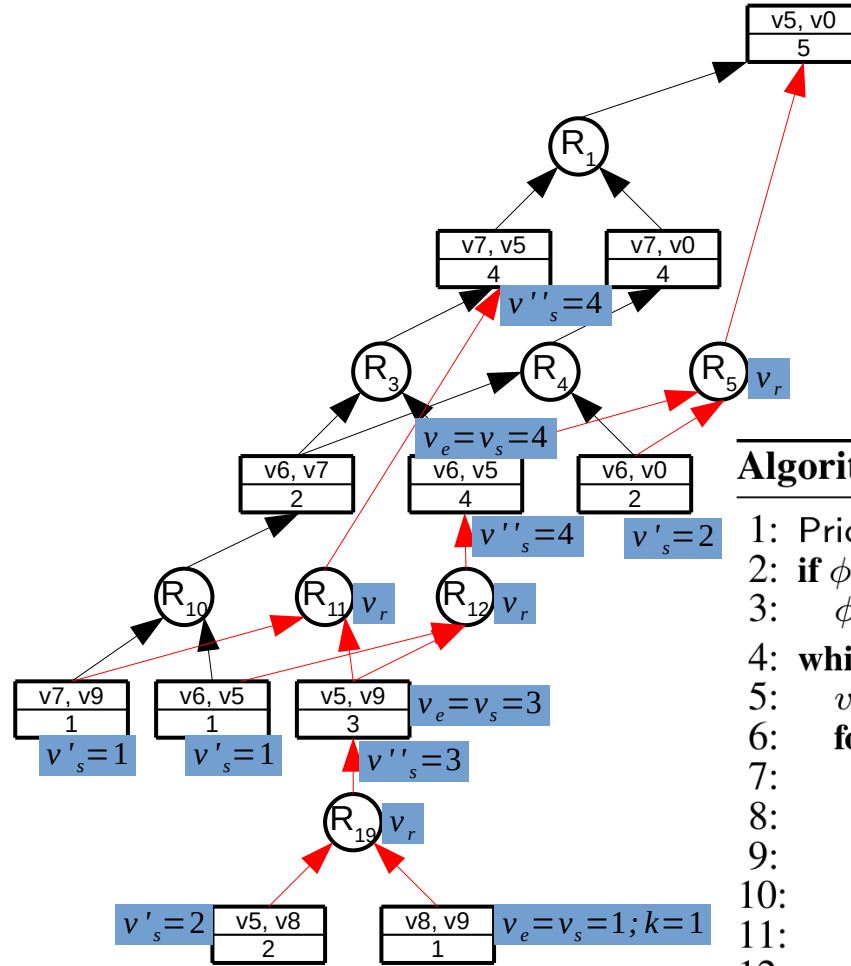 v5, v0
5
R1
v7, v5
4
v7, v0
4
v''s=4
R3
R4
R5
vr
ve=vs=4
v6, v7
2
v6, v5
4
v6, v0
2
v''s=4
v's=2
R10
R11
vr
R12
vr
v7, v9
1
v6, v5
1
v5, v9
3
ve=vs=3
v's=1
v's=1
v''s=3
R19
vr
v's=2
v5, v8
2
v8, v9
1
ve=vs=1;k=1
Algorit
1: Pric
2: if ϕ
3: ϕ
4: whi
5: v
6: fo
7:
8:
9:
10:
11: